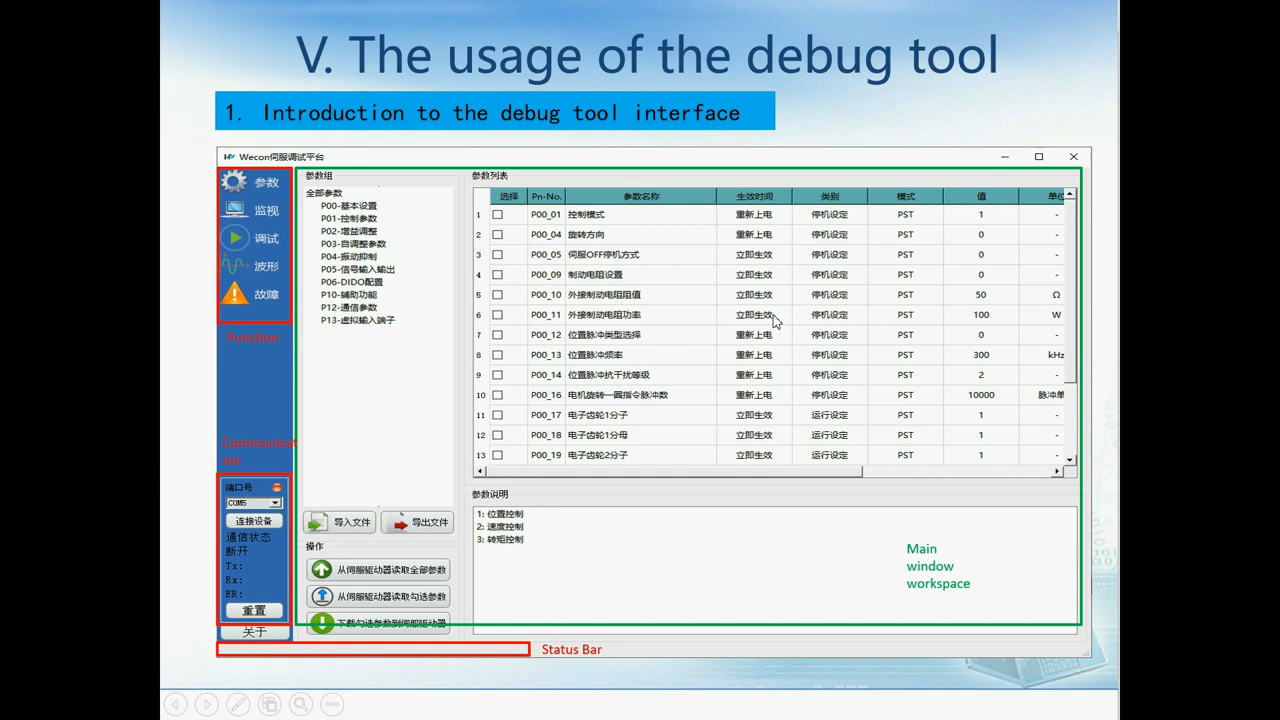 V. The usage of the debug tool
1. Introduction to the debug tool interface
Wecon伺服调试平台
参数
监视
调试
波形
故障
Function
Communicat
ion
端口号
COM5
连接设备
通信状态
断开
Tx:
Rx:
ER:
重置
关于
参数组
全部参数
P00-基本设置
P01-控制参数
P02-增益调整
P03-自调整参数
P04-振动抑制
P05-信号输入输出
P06-DIDO配置
P10-辅助功能
P12-通信参数
P13-虚拟输入端子
导入文件
导出文件
操作
从伺服驱动器读取全部参数
从伺服驱动器读取勾选参数
下载勾选参数到伺服驱动器
参数列表
选择 Pn-No. 参数名称 生效时间 类别 模式 值 单位
1 P00_01 控制模式 重新上电 停机设定 PST 1 -
2 P00_04 旋转方向 重新上电 停机设定 PST 0 -
3 P00_05 伺服OFF停机方式 立即生效 停机设定 PST 0 -
4 P00_09 制动电阻设置 立即生效 停机设定 PST 0 -
5 P00_10 外接制动电阻阻值 立即生效 停机设定 PST 50 Ω
6 P00_11 外接制动电阻功率 立即生效 停机设定 PST 100 W
7 P00_12 位置脉冲类型选择 重新上电 停机设定 PST 0 -
8 P00_13 位置脉冲频率 重新上电 停机设定 PST 300 kHz
9 P00_14 位置脉冲抗干扰等级 重新上电 停机设定 PST 2 -
10 P00_16 电机旋转一圈指令脉冲数 重新上电 停机设定 PST 10000 脉冲单
11 P00_17 电子齿轮1分子 立即生效 运行设定 PST 1 -
12 P00_18 电子齿轮1分母 立即生效 运行设定 PST 1 -
13 P00_19 电子齿轮2分子 立即生效 运行设定 PST 1 -
参数说明
1: 位置控制
2: 速度控制
3: 转矩控制
Main
window
workspace
Status Bar